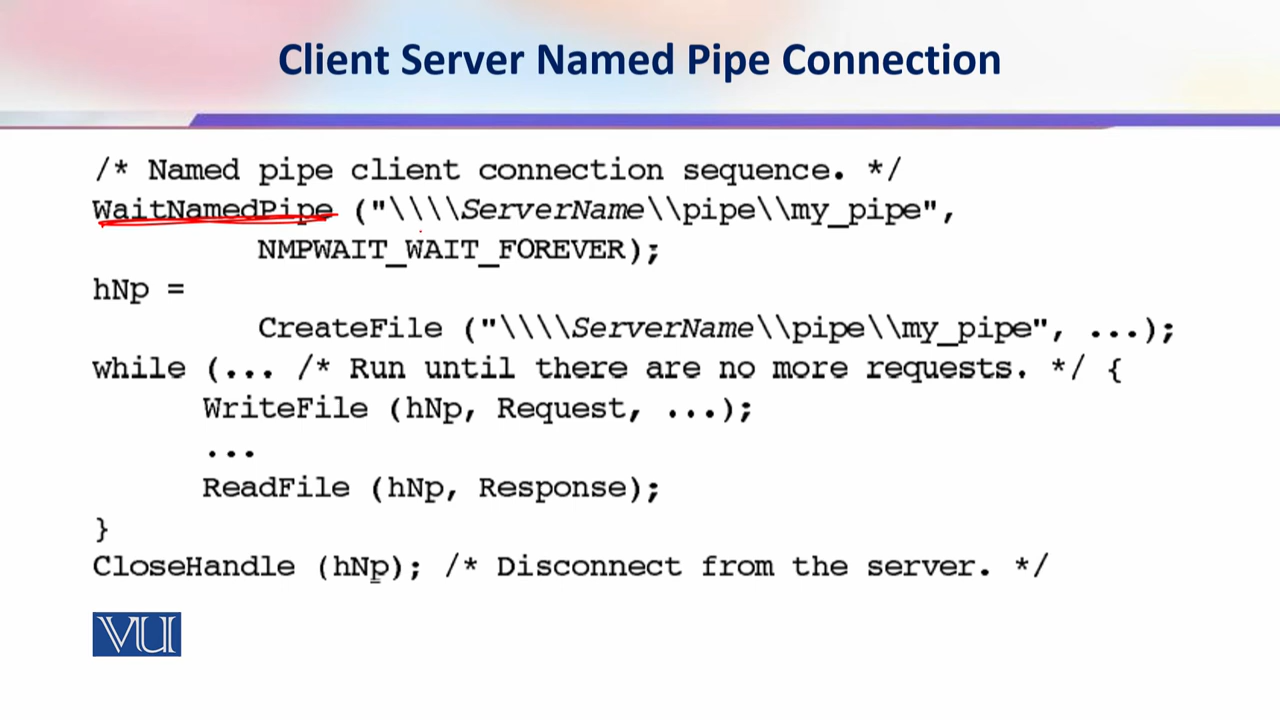 Client Server Named Pipe Connection
/* Named pipe client connection sequence. */
WaitNamedPipe ("\\\\ServerName\\pipe\\my_pipe",
NMPWAIT_WAIT_FOREVER);
hNp =
CreateFile ("\\\\ServerName\\pipe\\my_pipe", ...);
while (... /* Run until there are no more requests. */ {
WriteFile (hNp, Request, ...);
...
ReadFile (hNp, Response);
}
CloseHandle (hNp); /* Disconnect from the server. */
VU